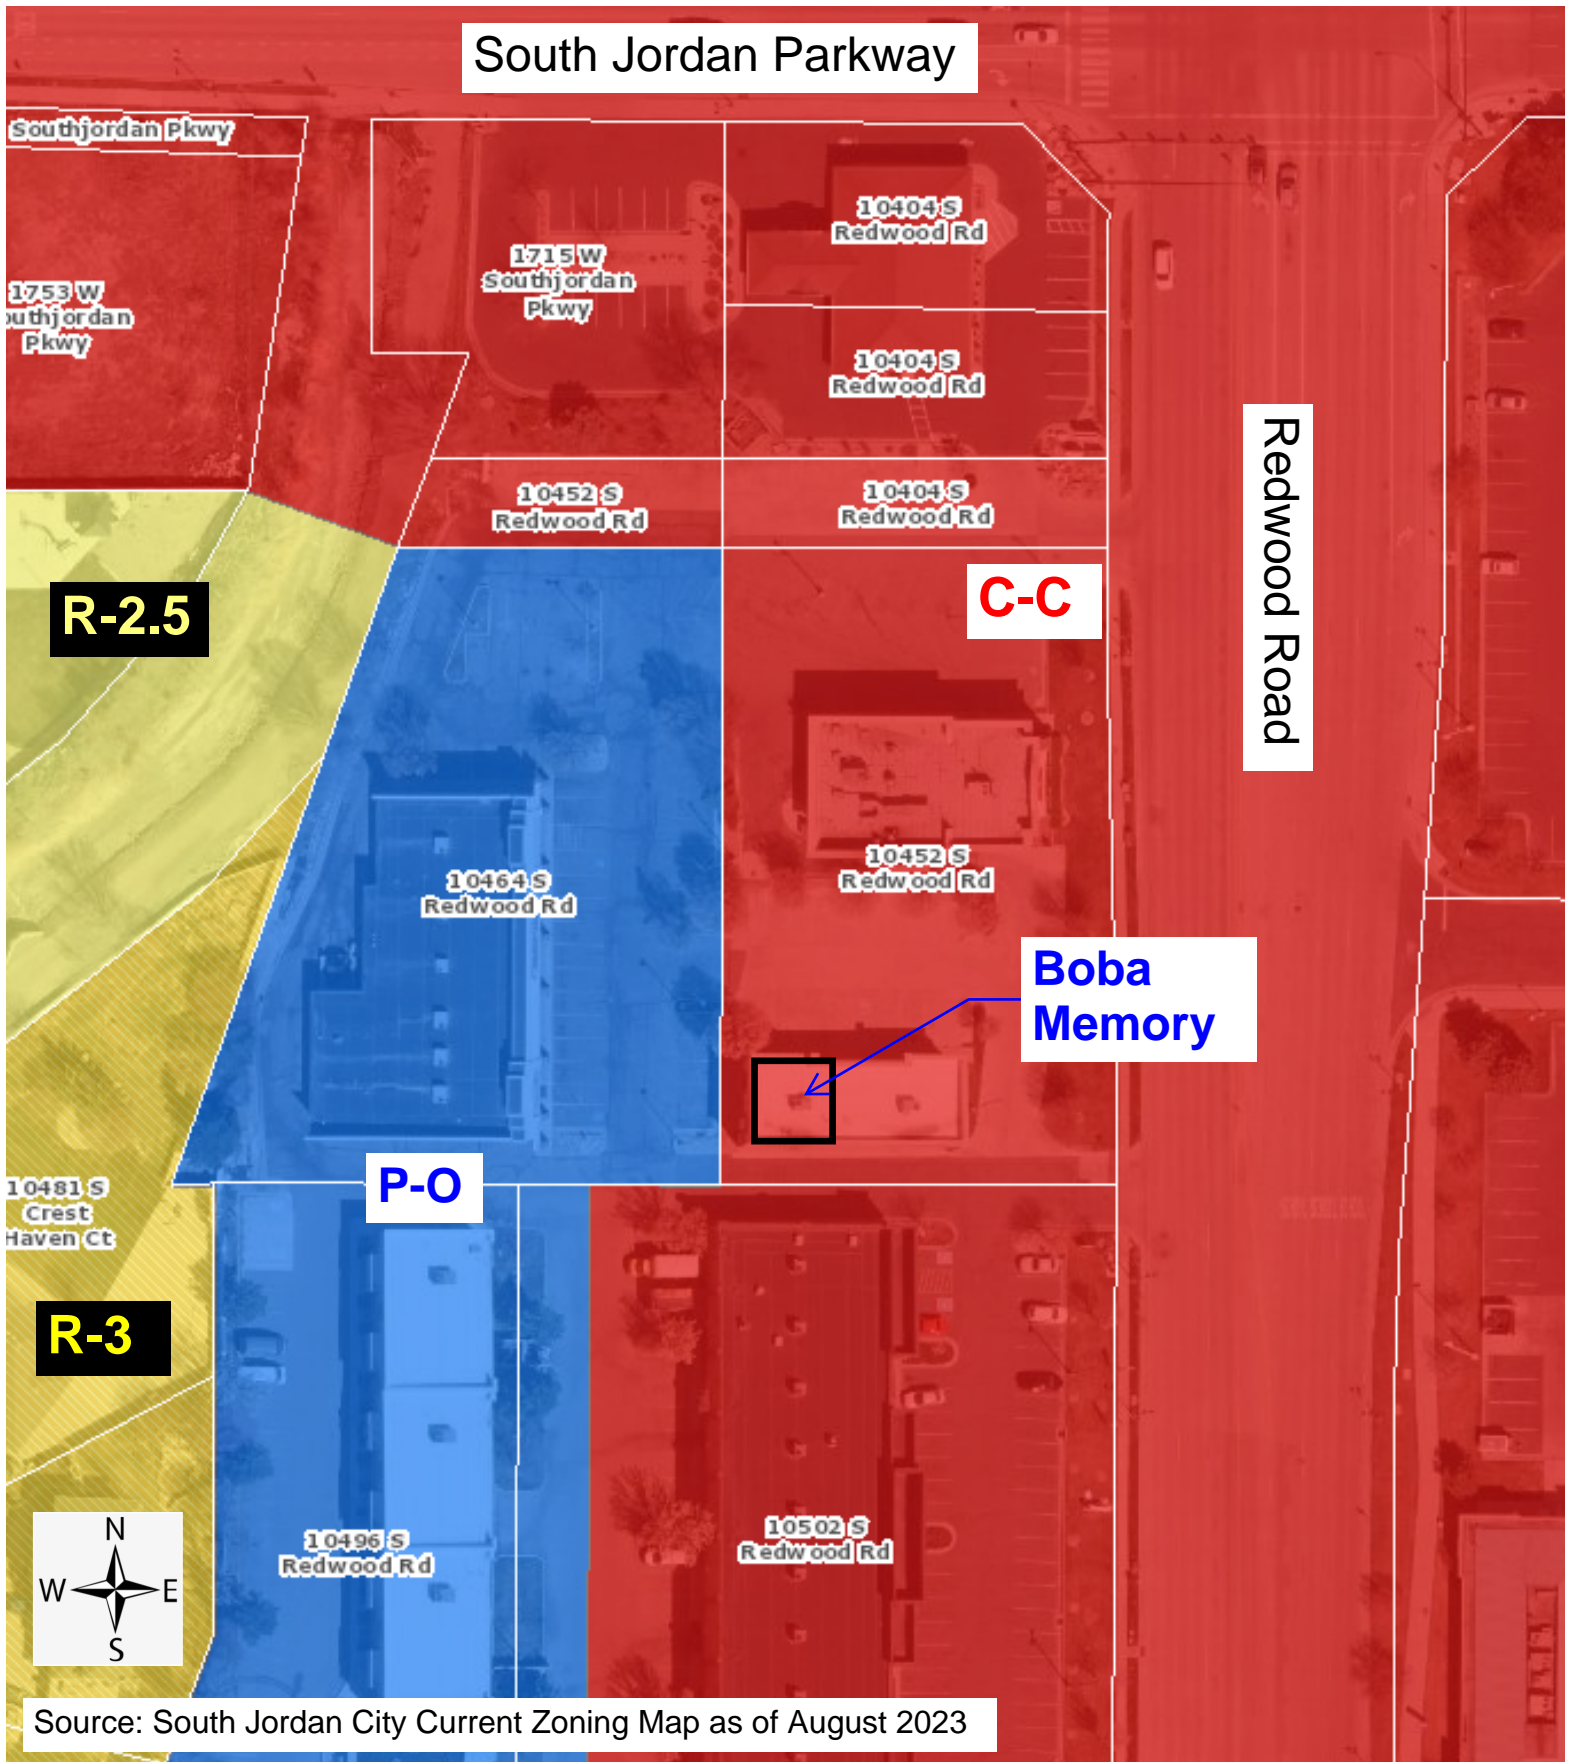 South Jordan Parkway
Southjordan Pkwy
10404 S
Redwood Rd
1715 W
Southjordan
Pkwy
1753 W
outhjordan
Pkwy
10404 S
Redwood Rd
Redwood Road
10452 S
Redwood Rd
10404 S
Redwood Rd
C-C
R-2.5
10452 S
Redwood Rd
10464 S
Redwood Rd
Boba
Memory
P-O
10481 S
Crest
Haven Ct
R-3
10502 S
Redwood Rd
10496 S
Redwood Rd
N
W
E
S
Source: South Jordan City Current Zoning Map as of August 2023